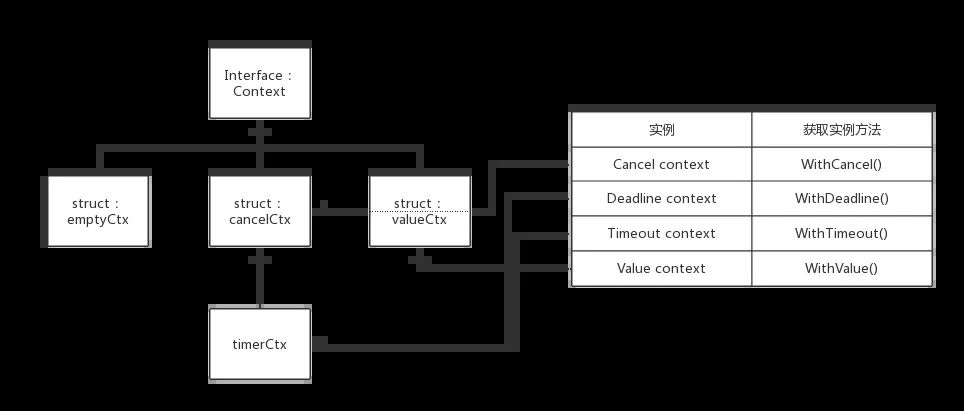 Interface：
Context
struct：
emptyCtx
struct：
cancelCtx
struct：
valueCtx
timerCtx
实例 获取实例方法
Cancel context WithCancel()
Deadline context WithDeadline()
Timeout context WithTimeout()
Value context WithValue()